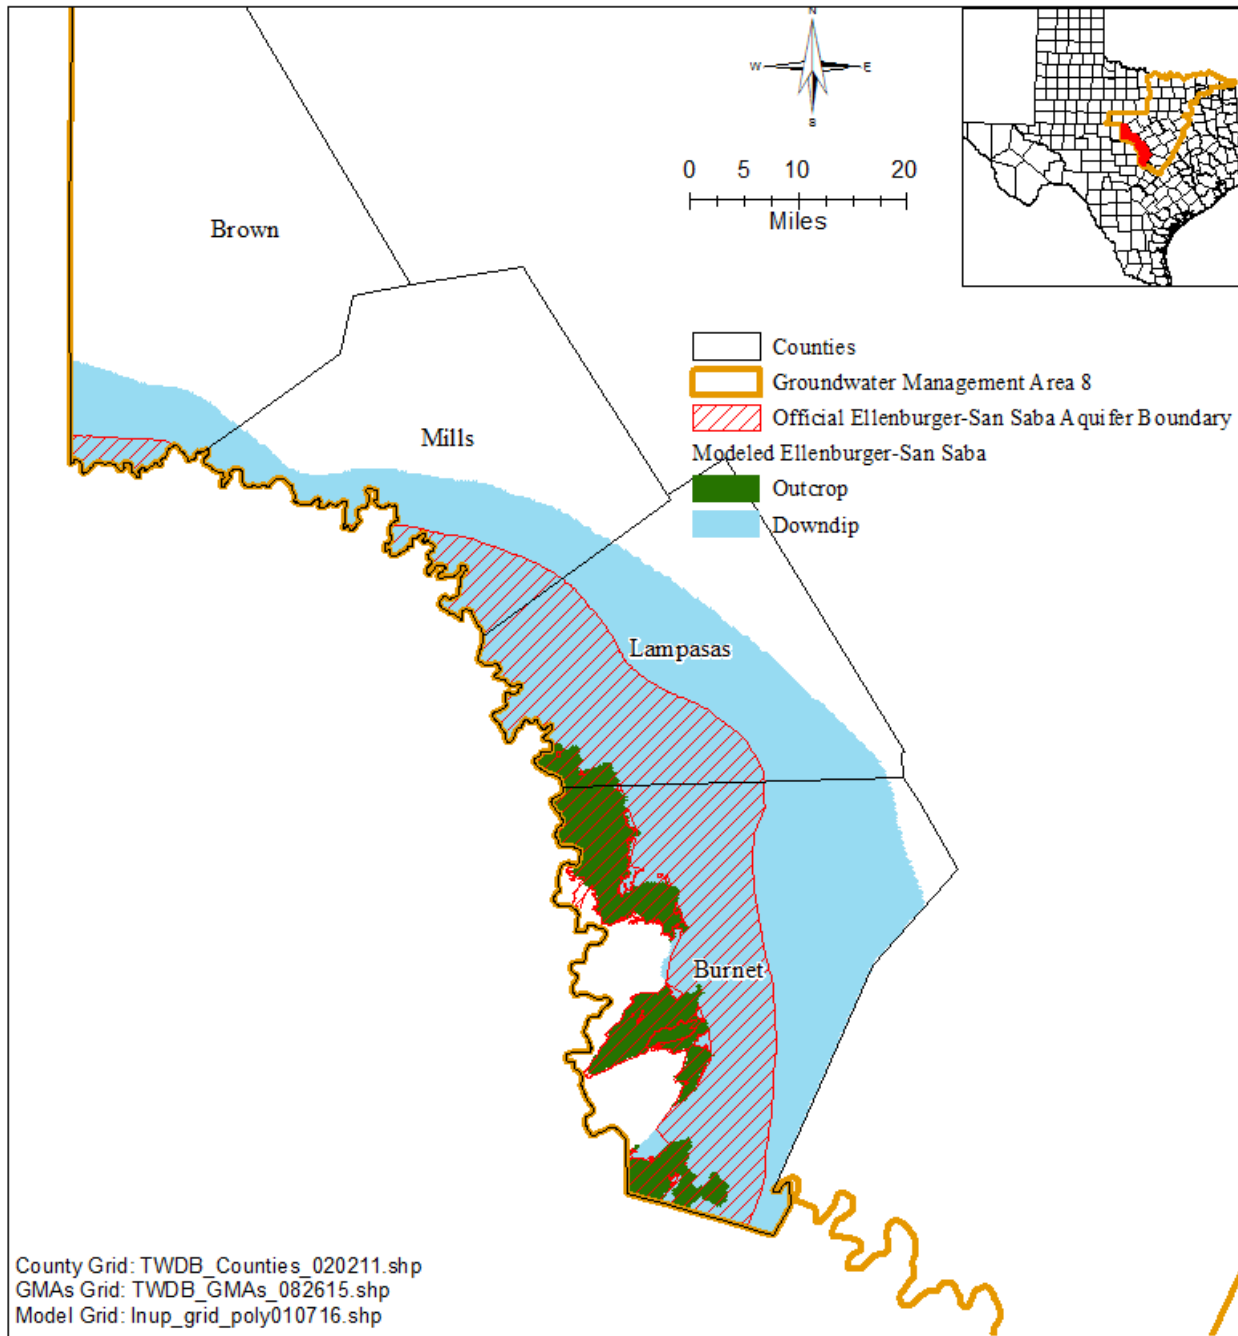 N
W E
S
0 5 10 20
Miles
Brown
Counties
Groundwater Management Area 8
Official Ellenburger-San Saba Aquifer Boundary
Mills
Modeled Ellenburger-San Saba
Outcrop
Downdip
Lampasas
Burnet
County Grid: TWDB_Counties_020211.shp
GMAs Grid: TWDB_GMAs_082615.shp
Model Grid: lnup_grid_poly010716.shp